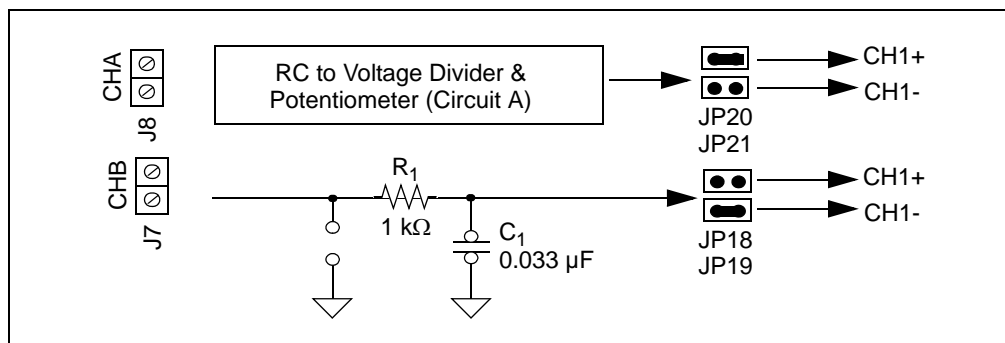 CHA
J8
RC to Voltage Divider &
Potentiometer (Circuit A)
CH1+
CH1-
JP20
JP21
CHB
J7
R1
1 kΩ
C1
0.033 µF
CH1+
CH1-
JP18
JP19